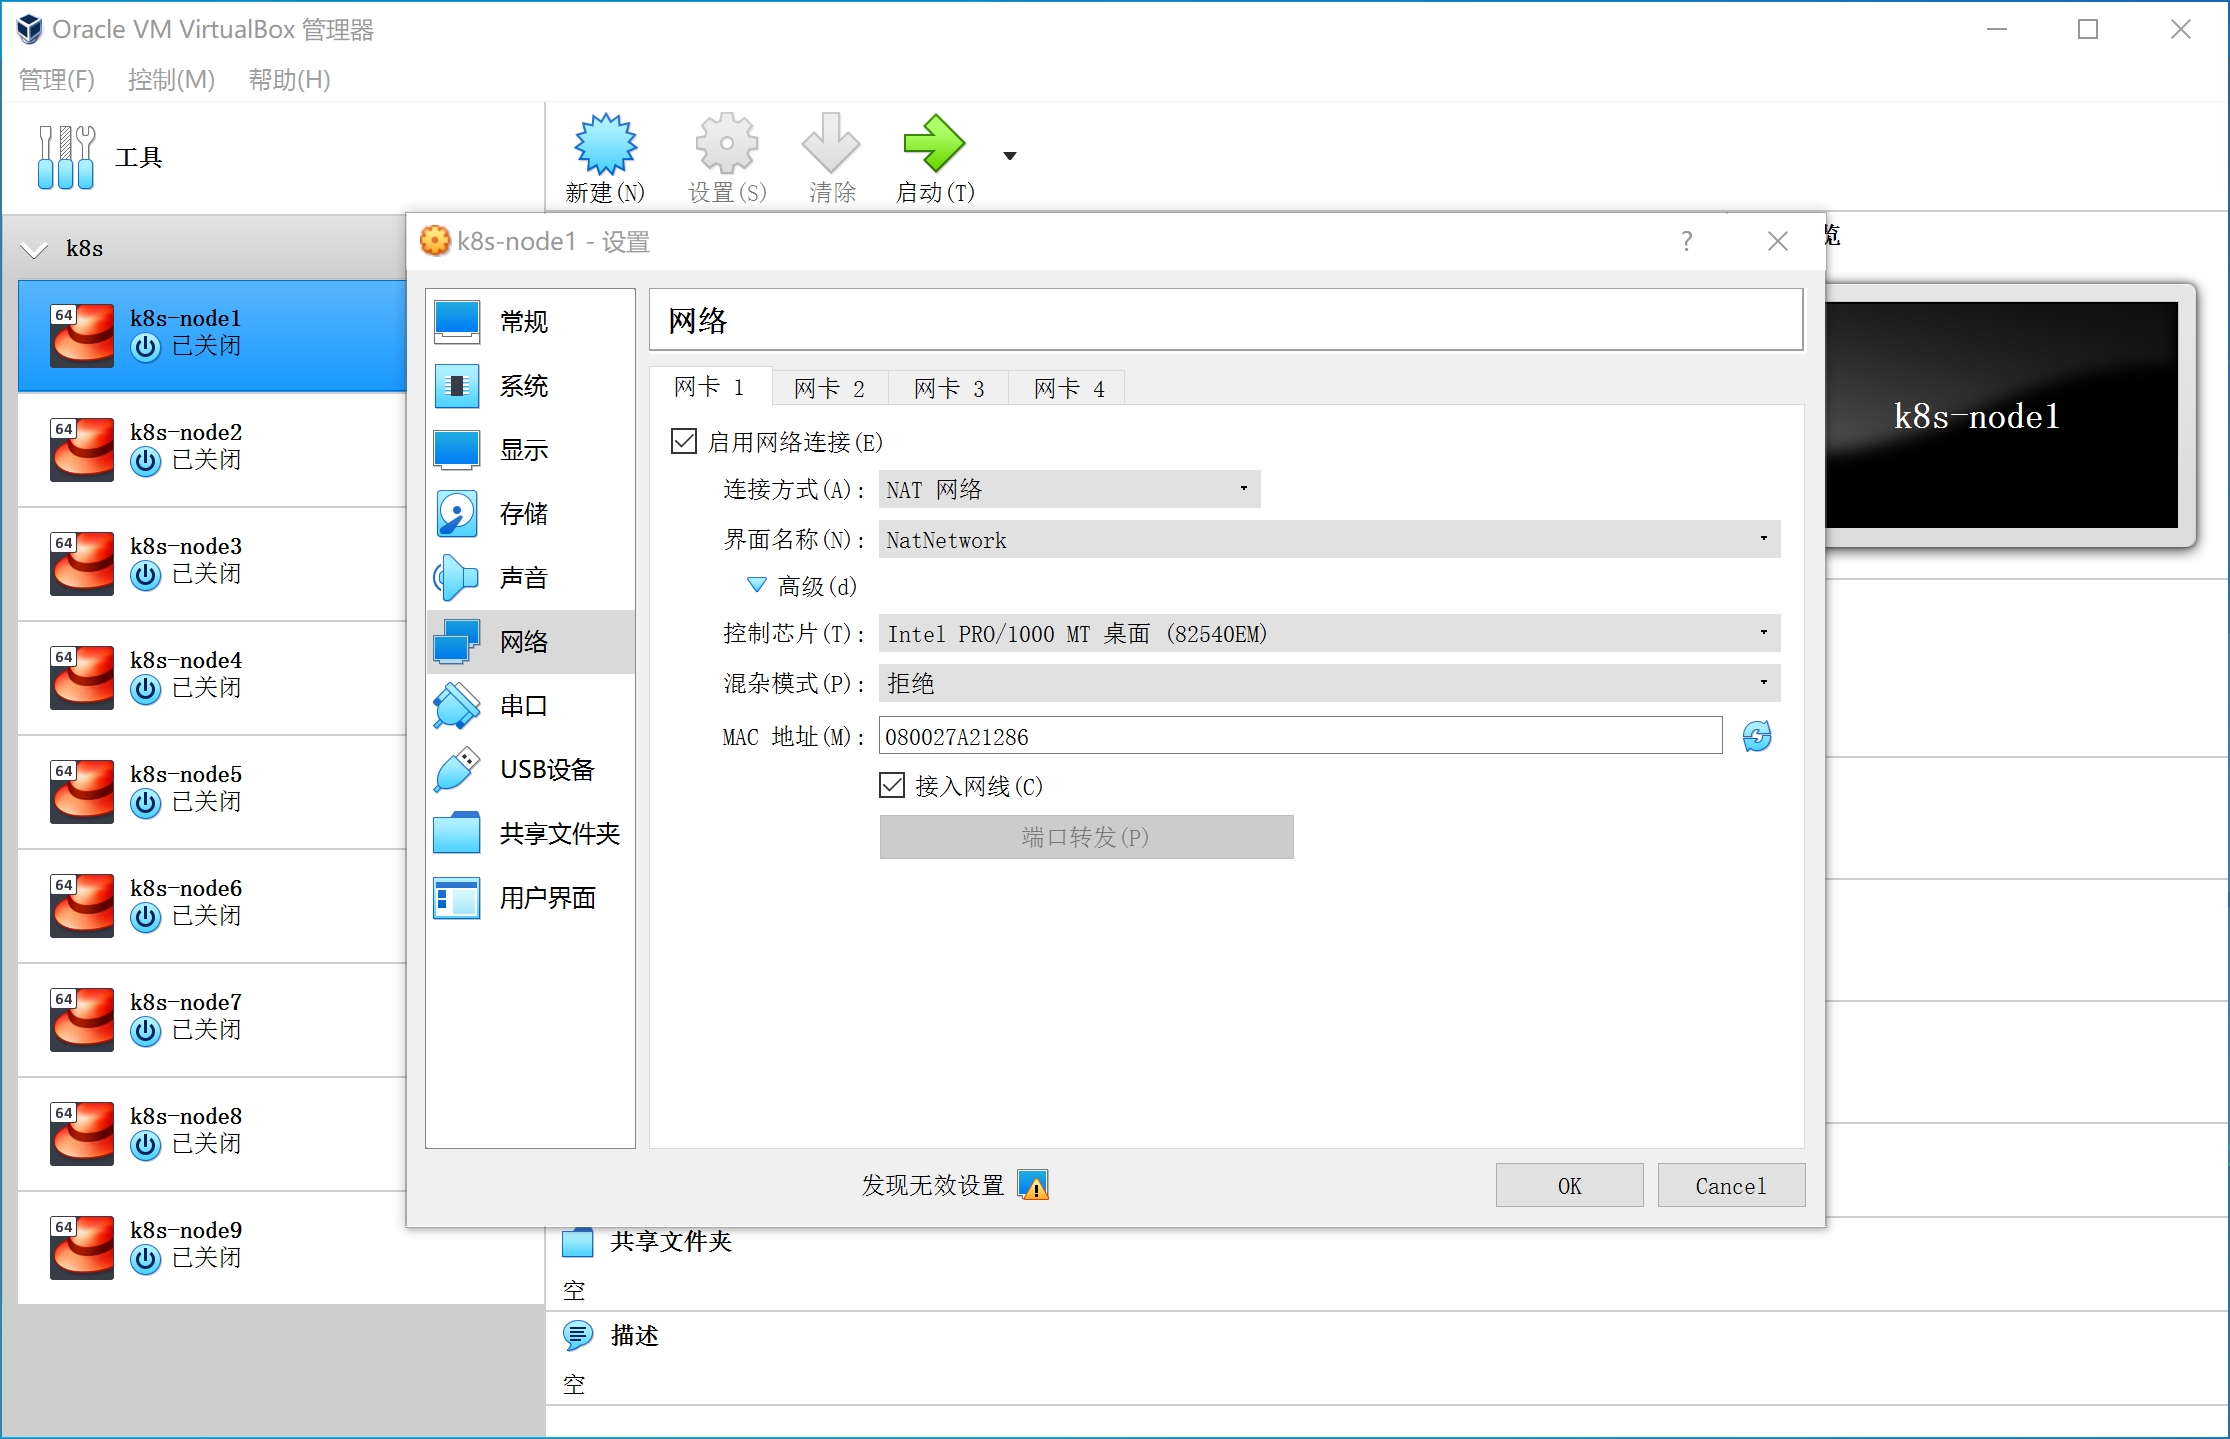 Oracle VM VirtualBox 管理器
管理(F) 控制(M) 帮助(H)
工具
新建(N) 设置(S) 清除 启动(T)
k8s
64 k8s-node1
已关闭
64 k8s-node2
已关闭
64 k8s-node3
已关闭
64 k8s-node4
已关闭
64 k8s-node5
已关闭
64 k8s-node6
已关闭
64 k8s-node7
已关闭
64 k8s-node8
已关闭
64 k8s-node9
已关闭
k8s-node1 - 设置 ?
常规
系统
显示
存储
声音
网络
串口
USB设备
共享文件夹
用户界面
网络
网卡 1 网卡 2 网卡 3 网卡 4
启用网络连接(E)
连接方式(A): NAT 网络
界面名称(N): NatNetwork
高级(d)
控制芯片(T): Intel PRO/1000 MT 桌面 (82540EM)
混杂模式(P): 拒绝
MAC 地址(M): 080027A21286
接入网线(C)
端口转发(P)
发现无效设置 OK Cancel
览
k8s-node1
共享文件夹
空
描述
空